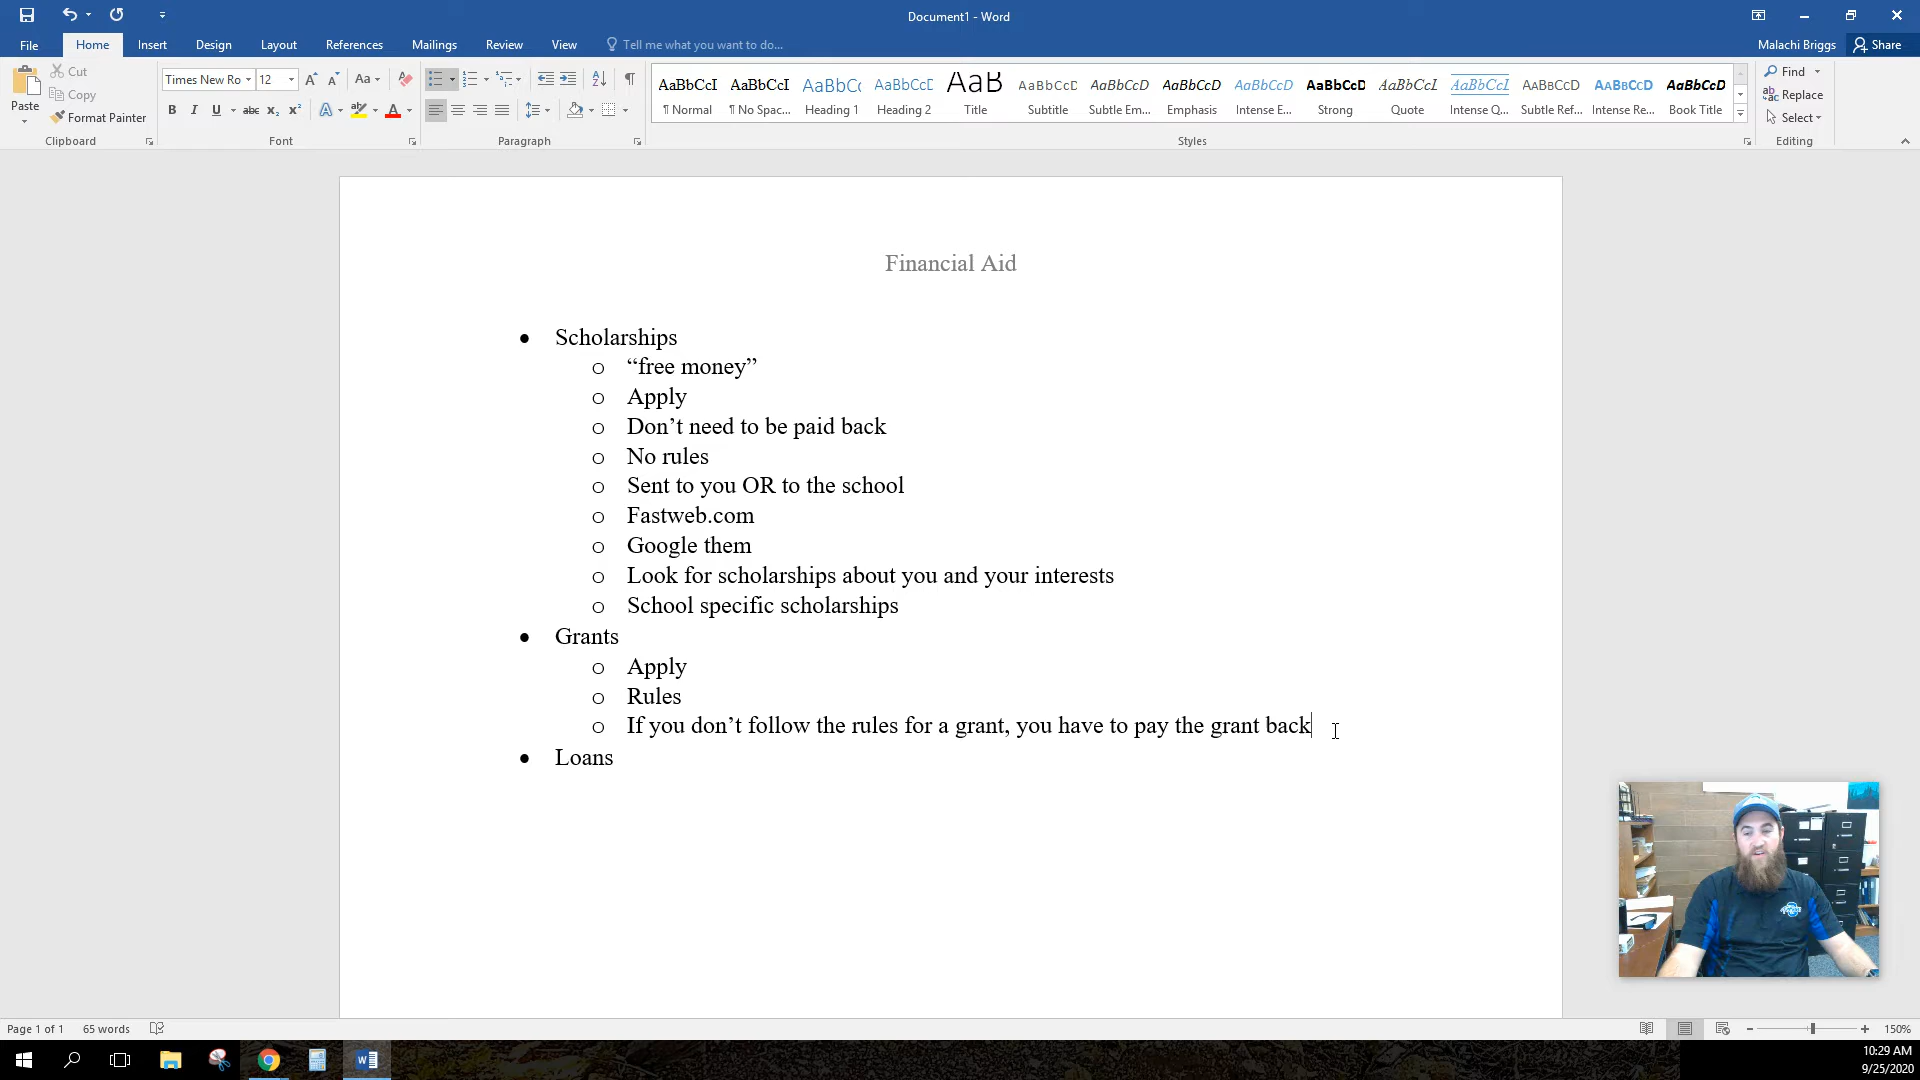 Document1 - Word
File Home Insert Design Layout References Mailings Review View Tell me what you want to do... Malachi Briggs Share
Paste
Cut
Copy
Format Painter
Clipboard
Times New Ro 12 Aa
B I U abc X₂ X² A A
Font
Paragraph
AaBbCcI AaBbCcI AaBbCc AaBbCcC AaB AaBbCcD AaBbCcD AaBbCcD AaBbCcD AaBbCcD AaBbCcL AaBbCcL AaBbCcD AaBbCcD AaBbCcD
¶ Normal ¶ No Spac... Heading 1 Heading 2 Title Subtitle Subtle Em... Emphasis Intense E... Strong Quote Intense Q... Subtle Ref... Intense Re... Book Title
Styles
Find
Replace
Select
Editing
Financial Aid
• Scholarships
o “free money”
o Apply
o Don’t need to be paid back
o No rules
o Sent to you OR to the school
o Fastweb.com
o Google them
o Look for scholarships about you and your interests
o School specific scholarships
• Grants
o Apply
o Rules
o If you don’t follow the rules for a grant, you have to pay the grant back
• Loans
Page 1 of 1 65 words 150%
10:29 AM
9/25/2020